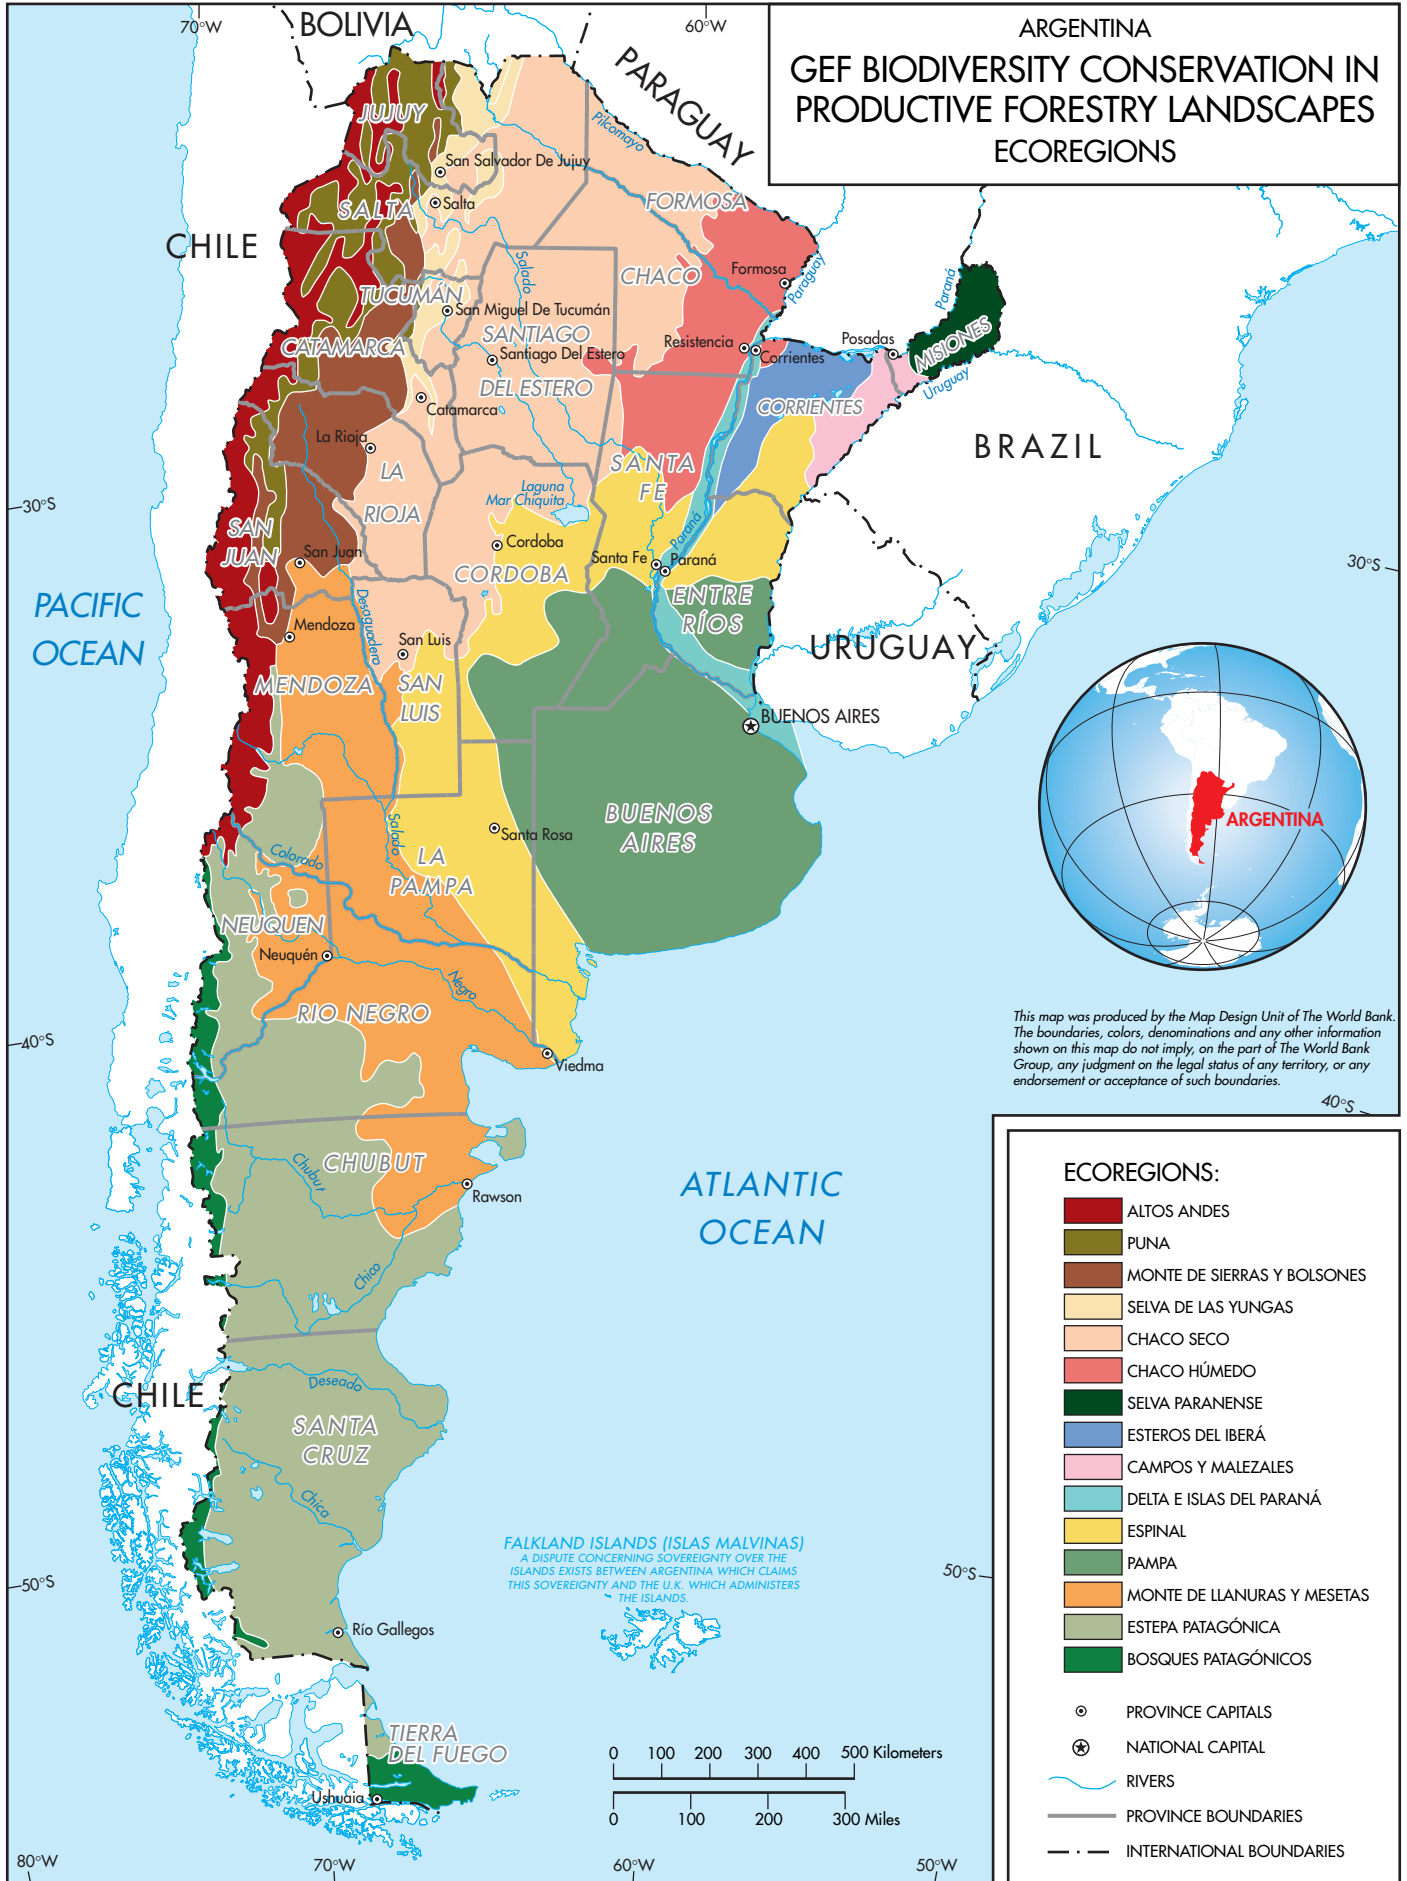 ARGENTINA
GEF BIODIVERSITY CONSERVATION IN
PRODUCTIVE FORESTRY LANDSCAPES
ECOREGIONS
70°W
60°W
BOLIVIA
PARAGUAY
CHILE
BRAZIL
URUGUAY
CHILE
PACIFIC
OCEAN
ATLANTIC
OCEAN
JUJUY
San Salvador De Jujuy
SALTA
Salta
Pilcomayo
FORMOSA
Formosa
Paraguay
CHACO
Salado
TUCUMÁN
San Miguel De Tucumán
SANTIAGO
DEL ESTERO
Santiago Del Estero
CATAMARCA
Catamarca
Resistencia
Corrientes
Posadas
Paraná
MISIONES
Uruguay
CORRIENTES
La Rioja
LA
RIOJA
SANTA
FE
Laguna
Mar Chiquita
30°S
SAN
JUAN
San Juan
Cordoba
CORDOBA
Santa Fe
Paraná
Paraná
ENTRE
RÍOS
30°S
Desaguadero
Mendoza
MENDOZA
San Luis
SAN
LUIS
BUENOS AIRES
BUENOS
AIRES
Salado
Santa Rosa
LA
PAMPA
Colorado
NEUQUEN
Neuquén
Negro
RIO NEGRO
Viedma
40°S
40°S
CHUBUT
Chubut
Rawson
Chico
Deseado
SANTA
CRUZ
Chica
50°S
50°S
Río Gallegos
FALKLAND ISLANDS (ISLAS MALVINAS)
A DISPUTE CONCERNING SOVEREIGNTY OVER THE
ISLANDS EXISTS BETWEEN ARGENTINA WHICH CLAIMS
THIS SOVEREIGNTY AND THE U.K. WHICH ADMINISTERS
THE ISLANDS.
TIERRA
DEL FUEGO
Ushuaia
0 100 200 300 400 500 Kilometers
0 100 200 300 Miles
80°W
70°W
60°W
50°W
ARGENTINA
This map was produced by the Map Design Unit of The World Bank.
The boundaries, colors, denominations and any other information
shown on this map do not imply, on the part of The World Bank
Group, any judgment on the legal status of any territory, or any
endorsement or acceptance of such boundaries.
ECOREGIONS:
ALTOS ANDES
PUNA
MONTE DE SIERRAS Y BOLSONES
SELVA DE LAS YUNGAS
CHACO SECO
CHACO HÚMEDO
SELVA PARANENSE
ESTEROS DEL IBERÁ
CAMPOS Y MALEZALES
DELTA E ISLAS DEL PARANÁ
ESPINAL
PAMPA
MONTE DE LLANURAS Y MESETAS
ESTEPA PATAGÓNICA
BOSQUES PATAGÓNICOS
PROVINCE CAPITALS
NATIONAL CAPITAL
RIVERS
PROVINCE BOUNDARIES
INTERNATIONAL BOUNDARIES